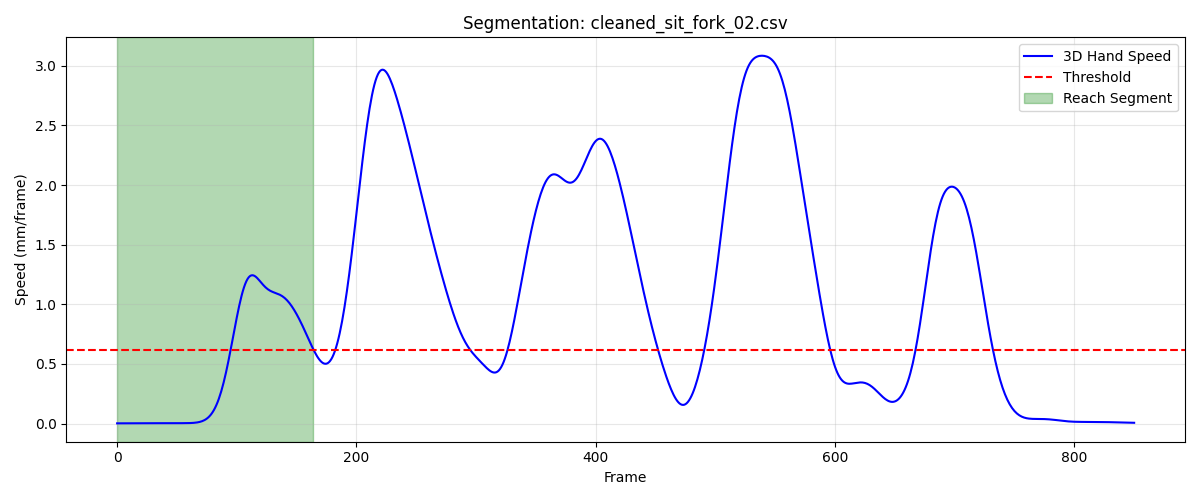 Segmentation: cleaned_sit_fork_02.csv
3D Hand Speed
Threshold
Reach Segment
Speed (mm/frame)
3.0
2.5
2.0
1.5
1.0
0.5
0.0
0 200 400 600 800
Frame